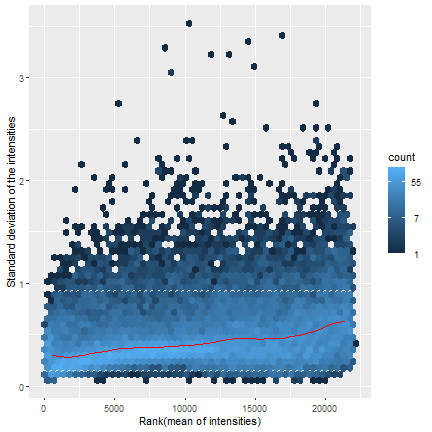 3
2
1
0
Standard deviation of the intensities
0 5000 10000 15000 20000
Rank(mean of intensities)
count
55
7
1